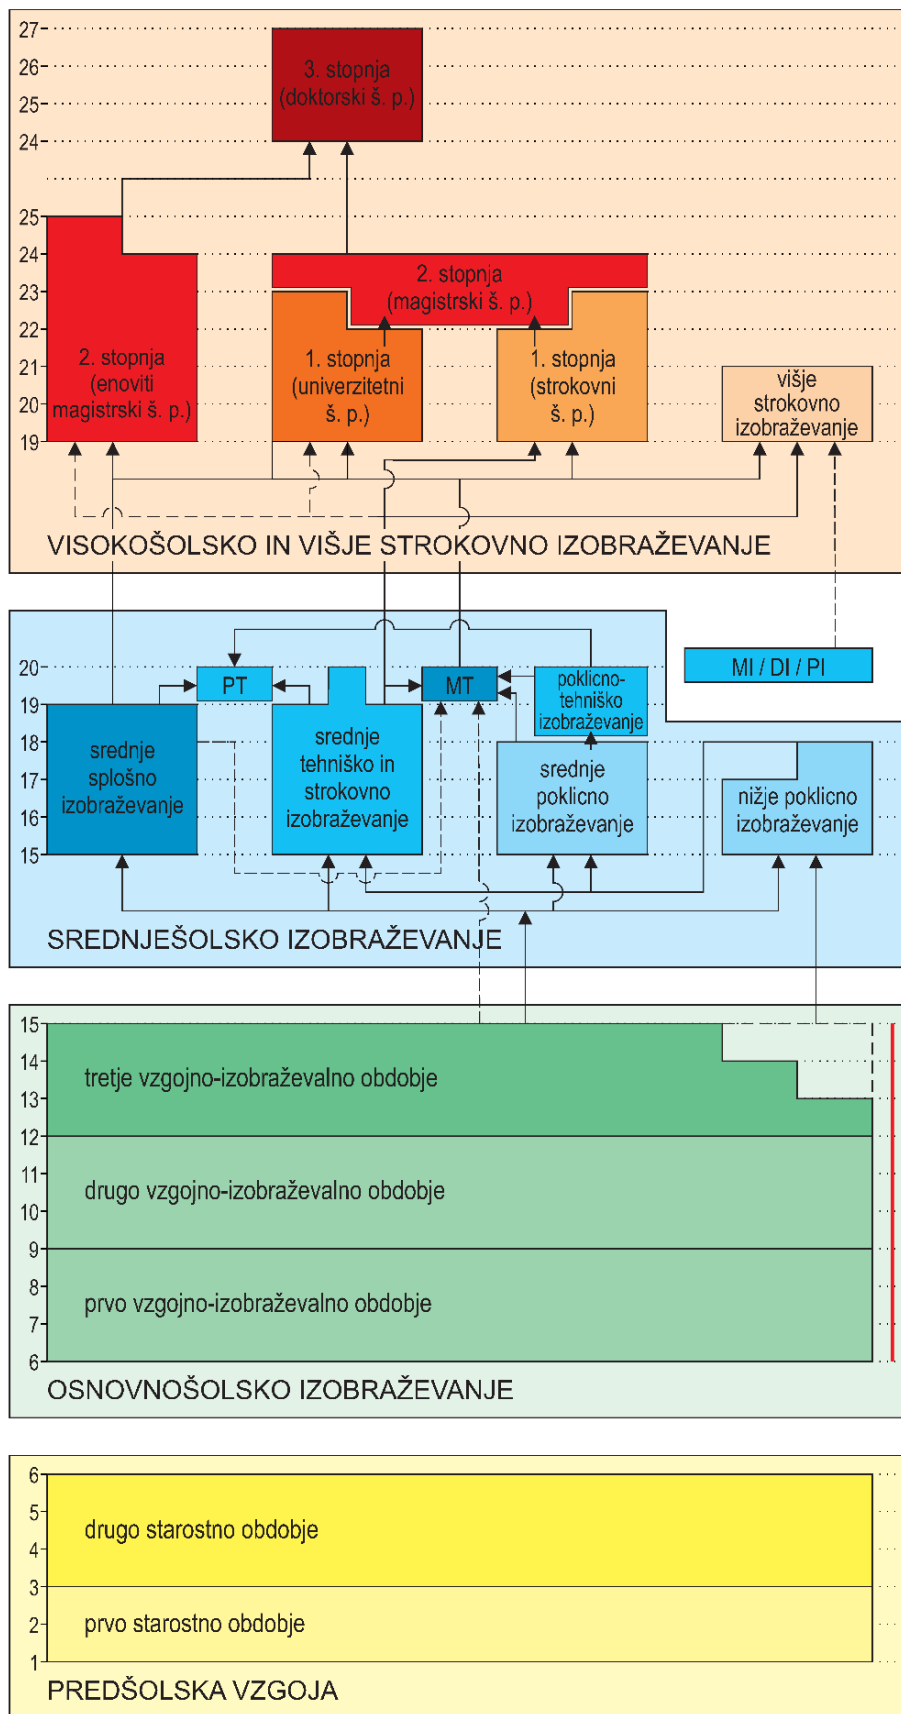 27
26
25
24
3. stopnja
(doktorski š. p.)
25
24
23
22
21
20
19
2. stopnja
(magistrski š. p.)
2. stopnja
(enoviti
magistrski š. p.)
1. stopnja
(univerzitetni
š. p.)
1. stopnja
(strokovni
š. p.)
višje
strokovno
izobraževanje
VISOKOŠOLSKO IN VIŠJE STROKOVNO IZOBRAŽEVANJE
20
19
18
17
16
15
PT
MT
poklicno-
tehniško
izobraževanje
MI / DI / PI
srednje
splošno
izobraževanje
srednje
tehniško in
strokovno
izobraževanje
srednje
poklicno
izobraževanje
nižje poklicno
izobraževanje
SREDNJEŠOLSKO IZOBRAŽEVANJE
15
14
13
12
11
10
9
8
7
6
tretje vzgojno-izobraževalno obdobje
drugo vzgojno-izobraževalno obdobje
prvo vzgojno-izobraževalno obdobje
OSNOVNOŠOLSKO IZOBRAŽEVANJE
6
5
4
3
2
1
drugo starostno obdobje
prvo starostno obdobje
PREDŠOLSKA VZGOJA